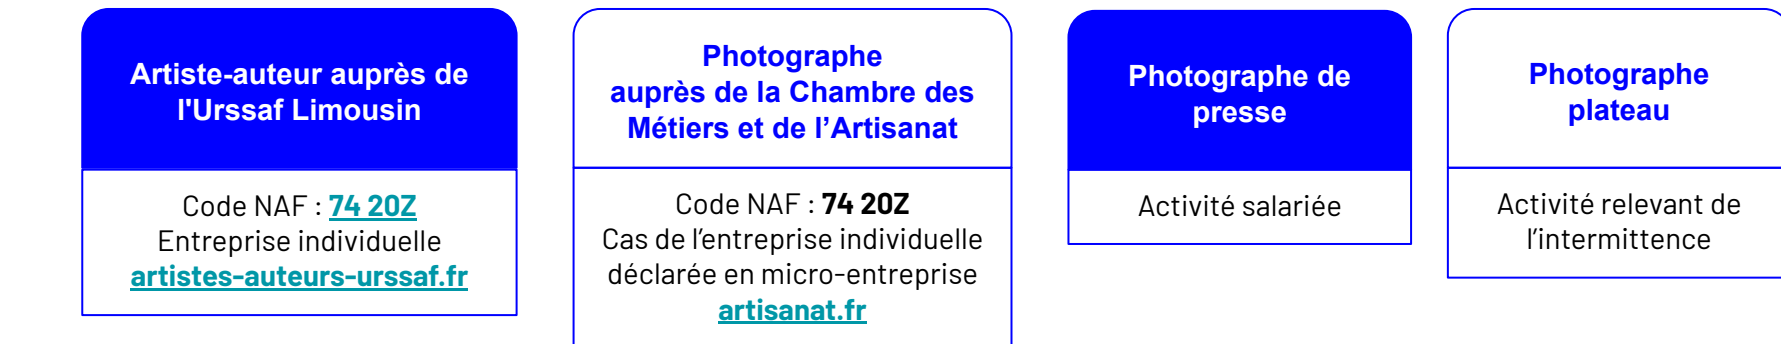 Artiste-auteur auprès de
l'Urssaf Limousin
Code NAF : 74 20Z
Entreprise individuelle
artistes-auteurs-urssaf.fr
Photographe
auprès de la Chambre des
Métiers et de l’Artisanat
Code NAF : 74 20Z
Cas de l’entreprise individuelle
déclarée en micro-entreprise
artisanat.fr
Photographe de
presse
Activité salariée
Photographe
plateau
Activité relevant de
l’intermittence